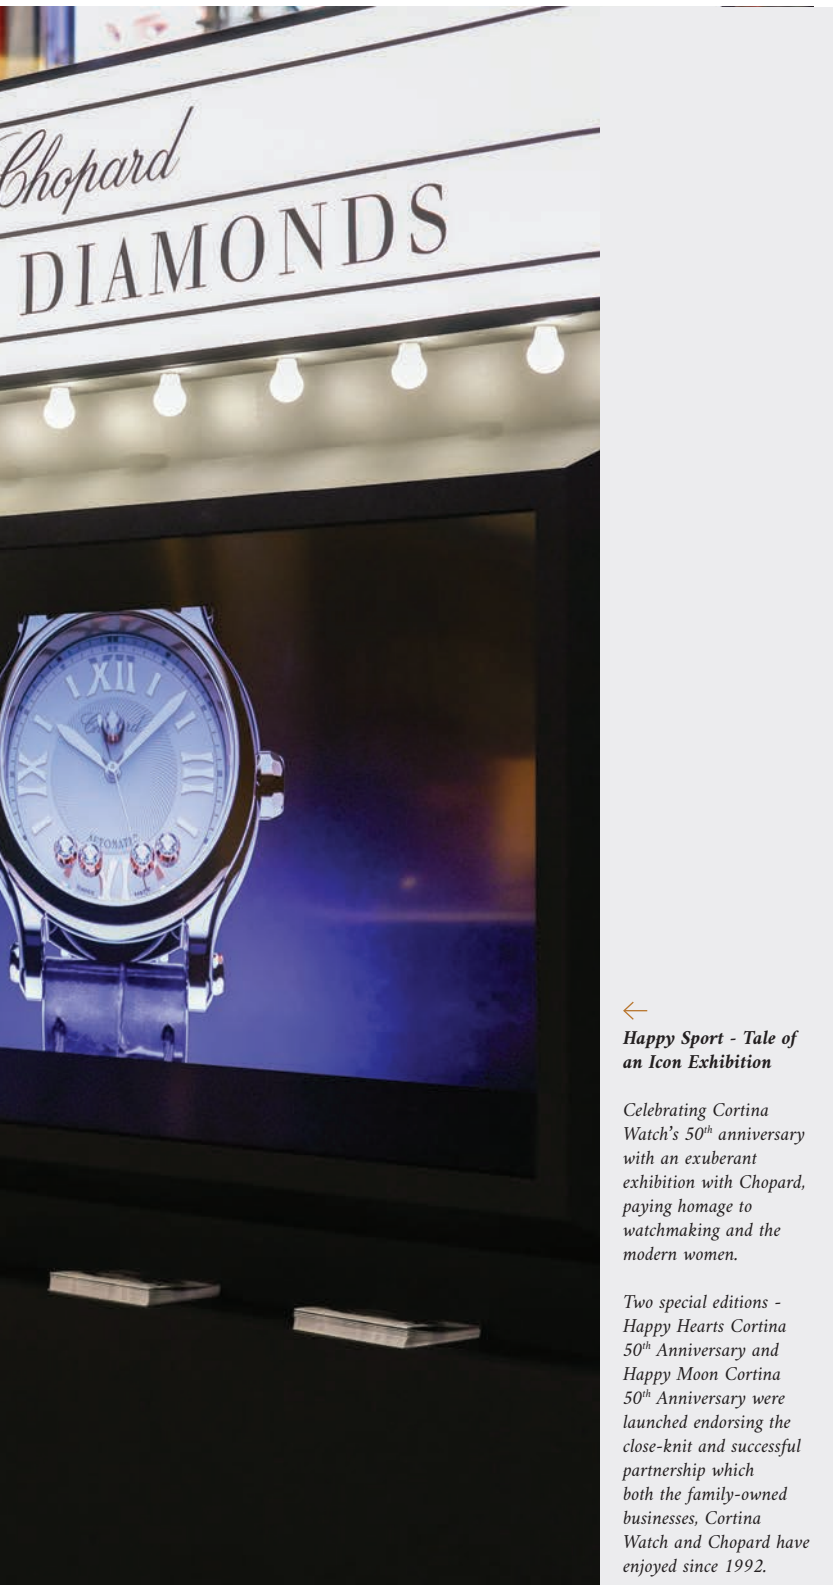 Chopard
DIAMONDS
XII
Chopard
IX
III
AUTOMATIC
VI
←
Happy Sport - Tale of
an Icon Exhibition
Celebrating Cortina
Watch's 50th anniversary
with an exuberant
exhibition with Chopard,
paying homage to
watchmaking and the
modern women.
Two special editions -
Happy Hearts Cortina
50th Anniversary and
Happy Moon Cortina
50th Anniversary were
launched endorsing the
close-knit and successful
partnership which
both the family-owned
businesses, Cortina
Watch and Chopard have
enjoyed since 1992.